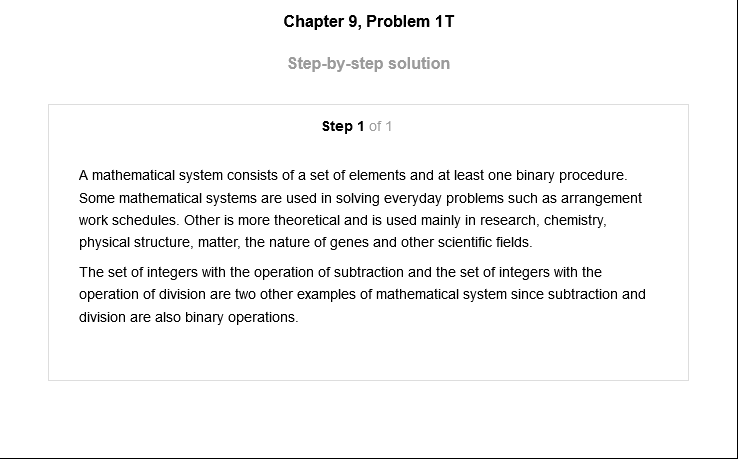 Chapter 9, Problem 1T
Step-by-step solution
Step 1 of 1
A mathematical system consists of a set of elements and at least one binary procedure.
Some mathematical systems are used in solving everyday problems such as arrangement
work schedules. Other is more theoretical and is used mainly in research, chemistry,
physical structure, matter, the nature of genes and other scientific fields.
The set of integers with the operation of subtraction and the set of integers with the
operation of division are two other examples of mathematical system since subtraction and
division are also binary operations.